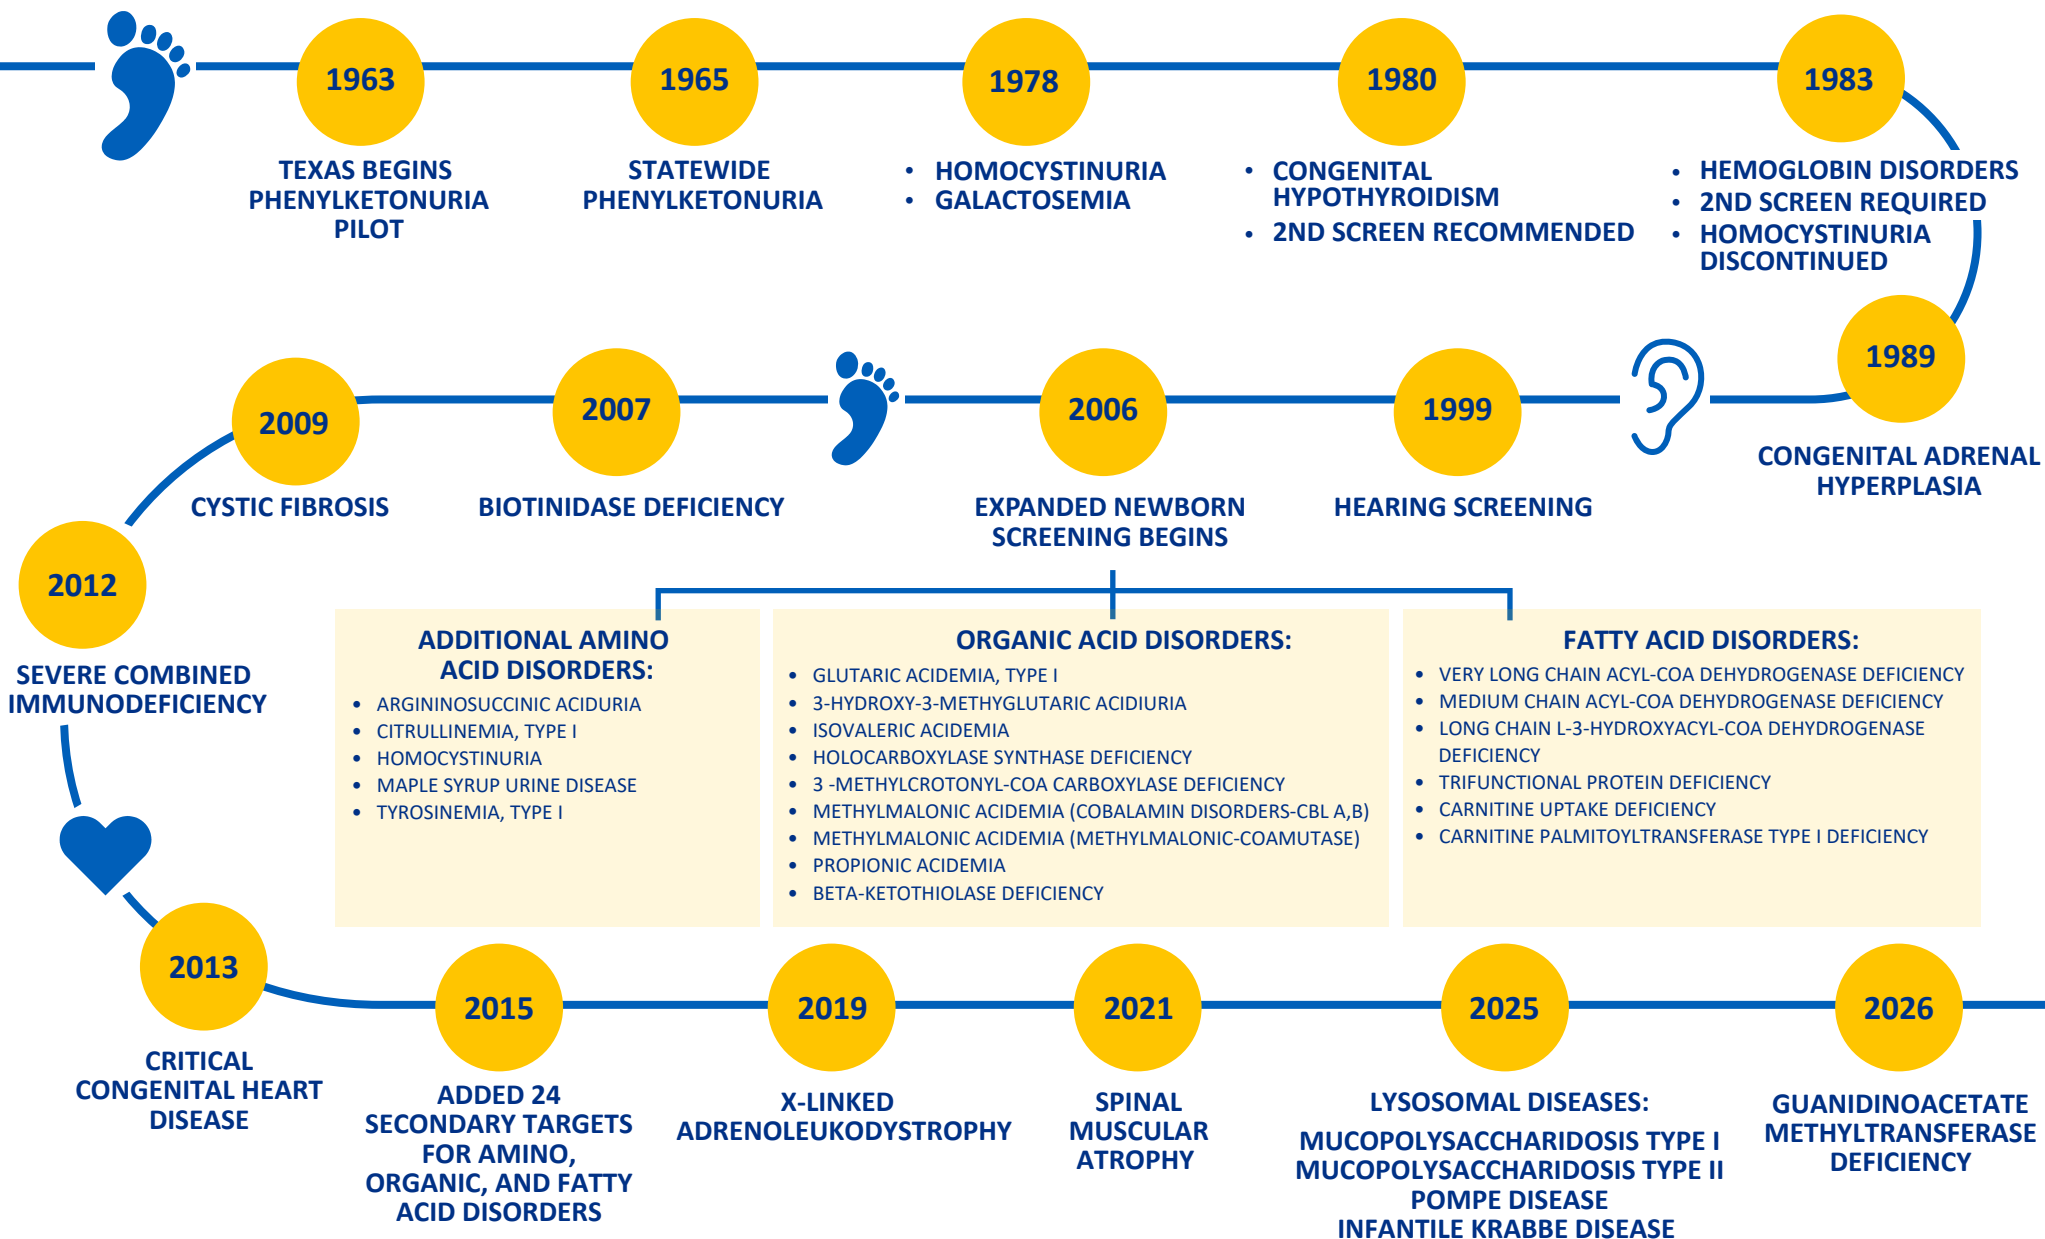 1963
TEXAS BEGINS
PHENYLKETONURIA
PILOT
1965
STATEWIDE
PHENYLKETONURIA
1978
• HOMOCYSTINURIA
• GALACTOSEMIA
1980
• CONGENITAL
HYPOTHYROIDISM
• 2ND SCREEN RECOMMENDED
1983
• HEMOGLOBIN DISORDERS
• 2ND SCREEN REQUIRED
• HOMOCYSTINURIA
DISCONTINUED
1989
CONGENITAL ADRENAL
HYPERPLASIA
1999
HEARING SCREENING
2006
EXPANDED NEWBORN
SCREENING BEGINS
ADDITIONAL AMINO
ACID DISORDERS:
• ARGININOSUCCINIC ACIDURIA
• CITRULLINEMIA, TYPE I
• HOMOCYSTINURIA
• MAPLE SYRUP URINE DISEASE
• TYROSINEMIA, TYPE I
ORGANIC ACID DISORDERS:
• GLUTARIC ACIDEMIA, TYPE I
• 3-HYDROXY-3-METHYGLUTARIC ACIDIURIA
• ISOVALERIC ACIDEMIA
• HOLOCARBOXYLASE SYNTHASE DEFICIENCY
• 3 -METHYLCROTONYL-COA CARBOXYLASE DEFICIENCY
• METHYLMALONIC ACIDEMIA (COBALAMIN DISORDERS-CBL A,B)
• METHYLMALONIC ACIDEMIA (METHYLMALONIC-COAMUTASE)
• PROPIONIC ACIDEMIA
• BETA-KETOTHIOLASE DEFICIENCY
FATTY ACID DISORDERS:
• VERY LONG CHAIN ACYL-COA DEHYDROGENASE DEFICIENCY
• MEDIUM CHAIN ACYL-COA DEHYDROGENASE DEFICIENCY
• LONG CHAIN L-3-HYDROXYACYL-COA DEHYDROGENASE
DEFICIENCY
• TRIFUNCTIONAL PROTEIN DEFICIENCY
• CARNITINE UPTAKE DEFICIENCY
• CARNITINE PALMITOYLTRANSFERASE TYPE I DEFICIENCY
2007
BIOTINIDASE DEFICIENCY
2009
CYSTIC FIBROSIS
2012
SEVERE COMBINED
IMMUNODEFICIENCY
2013
CRITICAL
CONGENITAL HEART
DISEASE
2015
ADDED 24
SECONDARY TARGETS
FOR AMINO,
ORGANIC, AND FATTY
ACID DISORDERS
2019
X-LINKED
ADRENOLEUKODYSTROPHY
2021
SPINAL
MUSCULAR
ATROPHY
2025
LYSOSOMAL DISEASES:
MUCOPOLYSACCHARIDOSIS TYPE I
MUCOPOLYSACCHARIDOSIS TYPE II
POMPE DISEASE
INFANTILE KRABBE DISEASE
2026
GUANIDINOACETATE
METHYLTRANSFERASE
DEFICIENCY